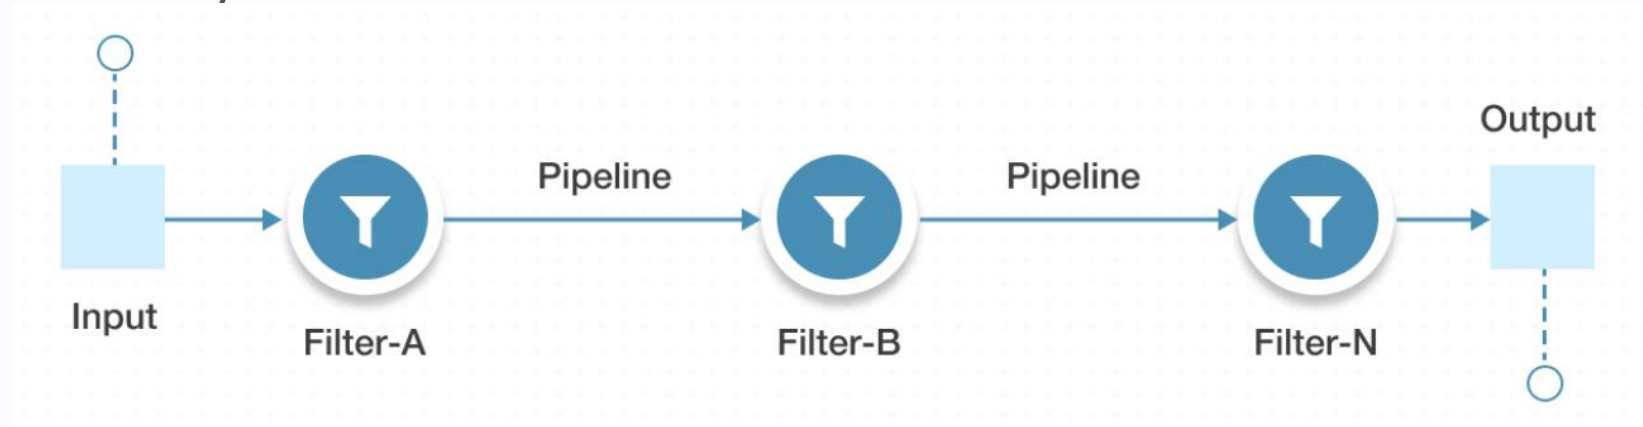 Output
Pipeline
Pipeline
Input
Filter-A
Filter-B
Filter-N